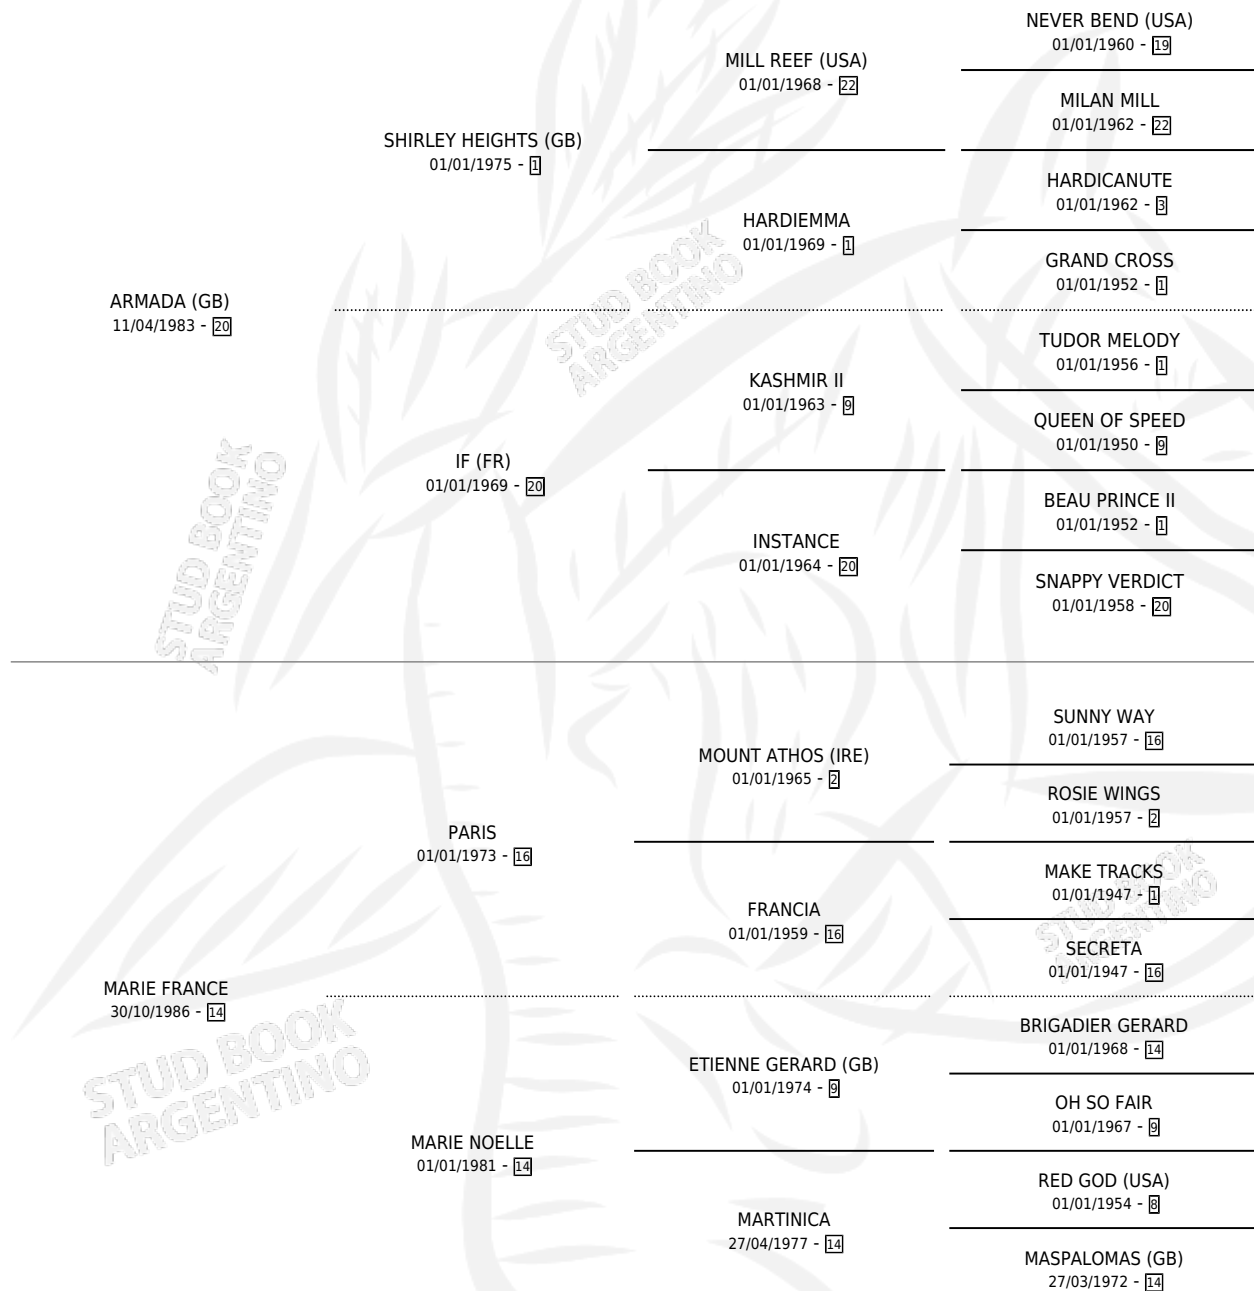 NEVER BEND (USA)
01/01/1960 - 19
MILL REEF (USA)
01/01/1968 - 22
MILAN MILL
01/01/1962 - 22
SHIRLEY HEIGHTS (GB)
01/01/1975 - 1
HARDICANUTE
01/01/1962 - 3
HARDIEMMA
01/01/1969 - 1
GRAND CROSS
01/01/1952 - 1
ARMADA (GB)
11/04/1983 - 20
TUDOR MELODY
01/01/1956 - 1
KASHMIR II
01/01/1963 - 9
QUEEN OF SPEED
01/01/1950 - 9
IF (FR)
01/01/1969 - 20
BEAU PRINCE II
01/01/1952 - 1
INSTANCE
01/01/1964 - 20
SNAPPY VERDICT
01/01/1958 - 20
SUNNY WAY
01/01/1957 - 16
MOUNT ATHOS (IRE)
01/01/1965 - 2
ROSIE WINGS
01/01/1957 - 2
PARIS
01/01/1973 - 16
MAKE TRACKS
01/01/1947 - 1
FRANCIA
01/01/1959 - 16
SECRETA
01/01/1947 - 16
MARIE FRANCE
30/10/1986 - 14
BRIGADIER GERARD
01/01/1968 - 14
ETIENNE GERARD (GB)
01/01/1974 - 9
OH SO FAIR
01/01/1967 - 9
MARIE NOELLE
01/01/1981 - 14
RED GOD (USA)
01/01/1954 - 8
MARTINICA
27/04/1977 - 14
MASPALOMAS (GB)
27/03/1972 - 14
STUD BOOK
ARGENTINO
STUD BOOK
ARGENTINO
STUD BOOK
ARGENTINO
STUD BOOK
ARGENTINO